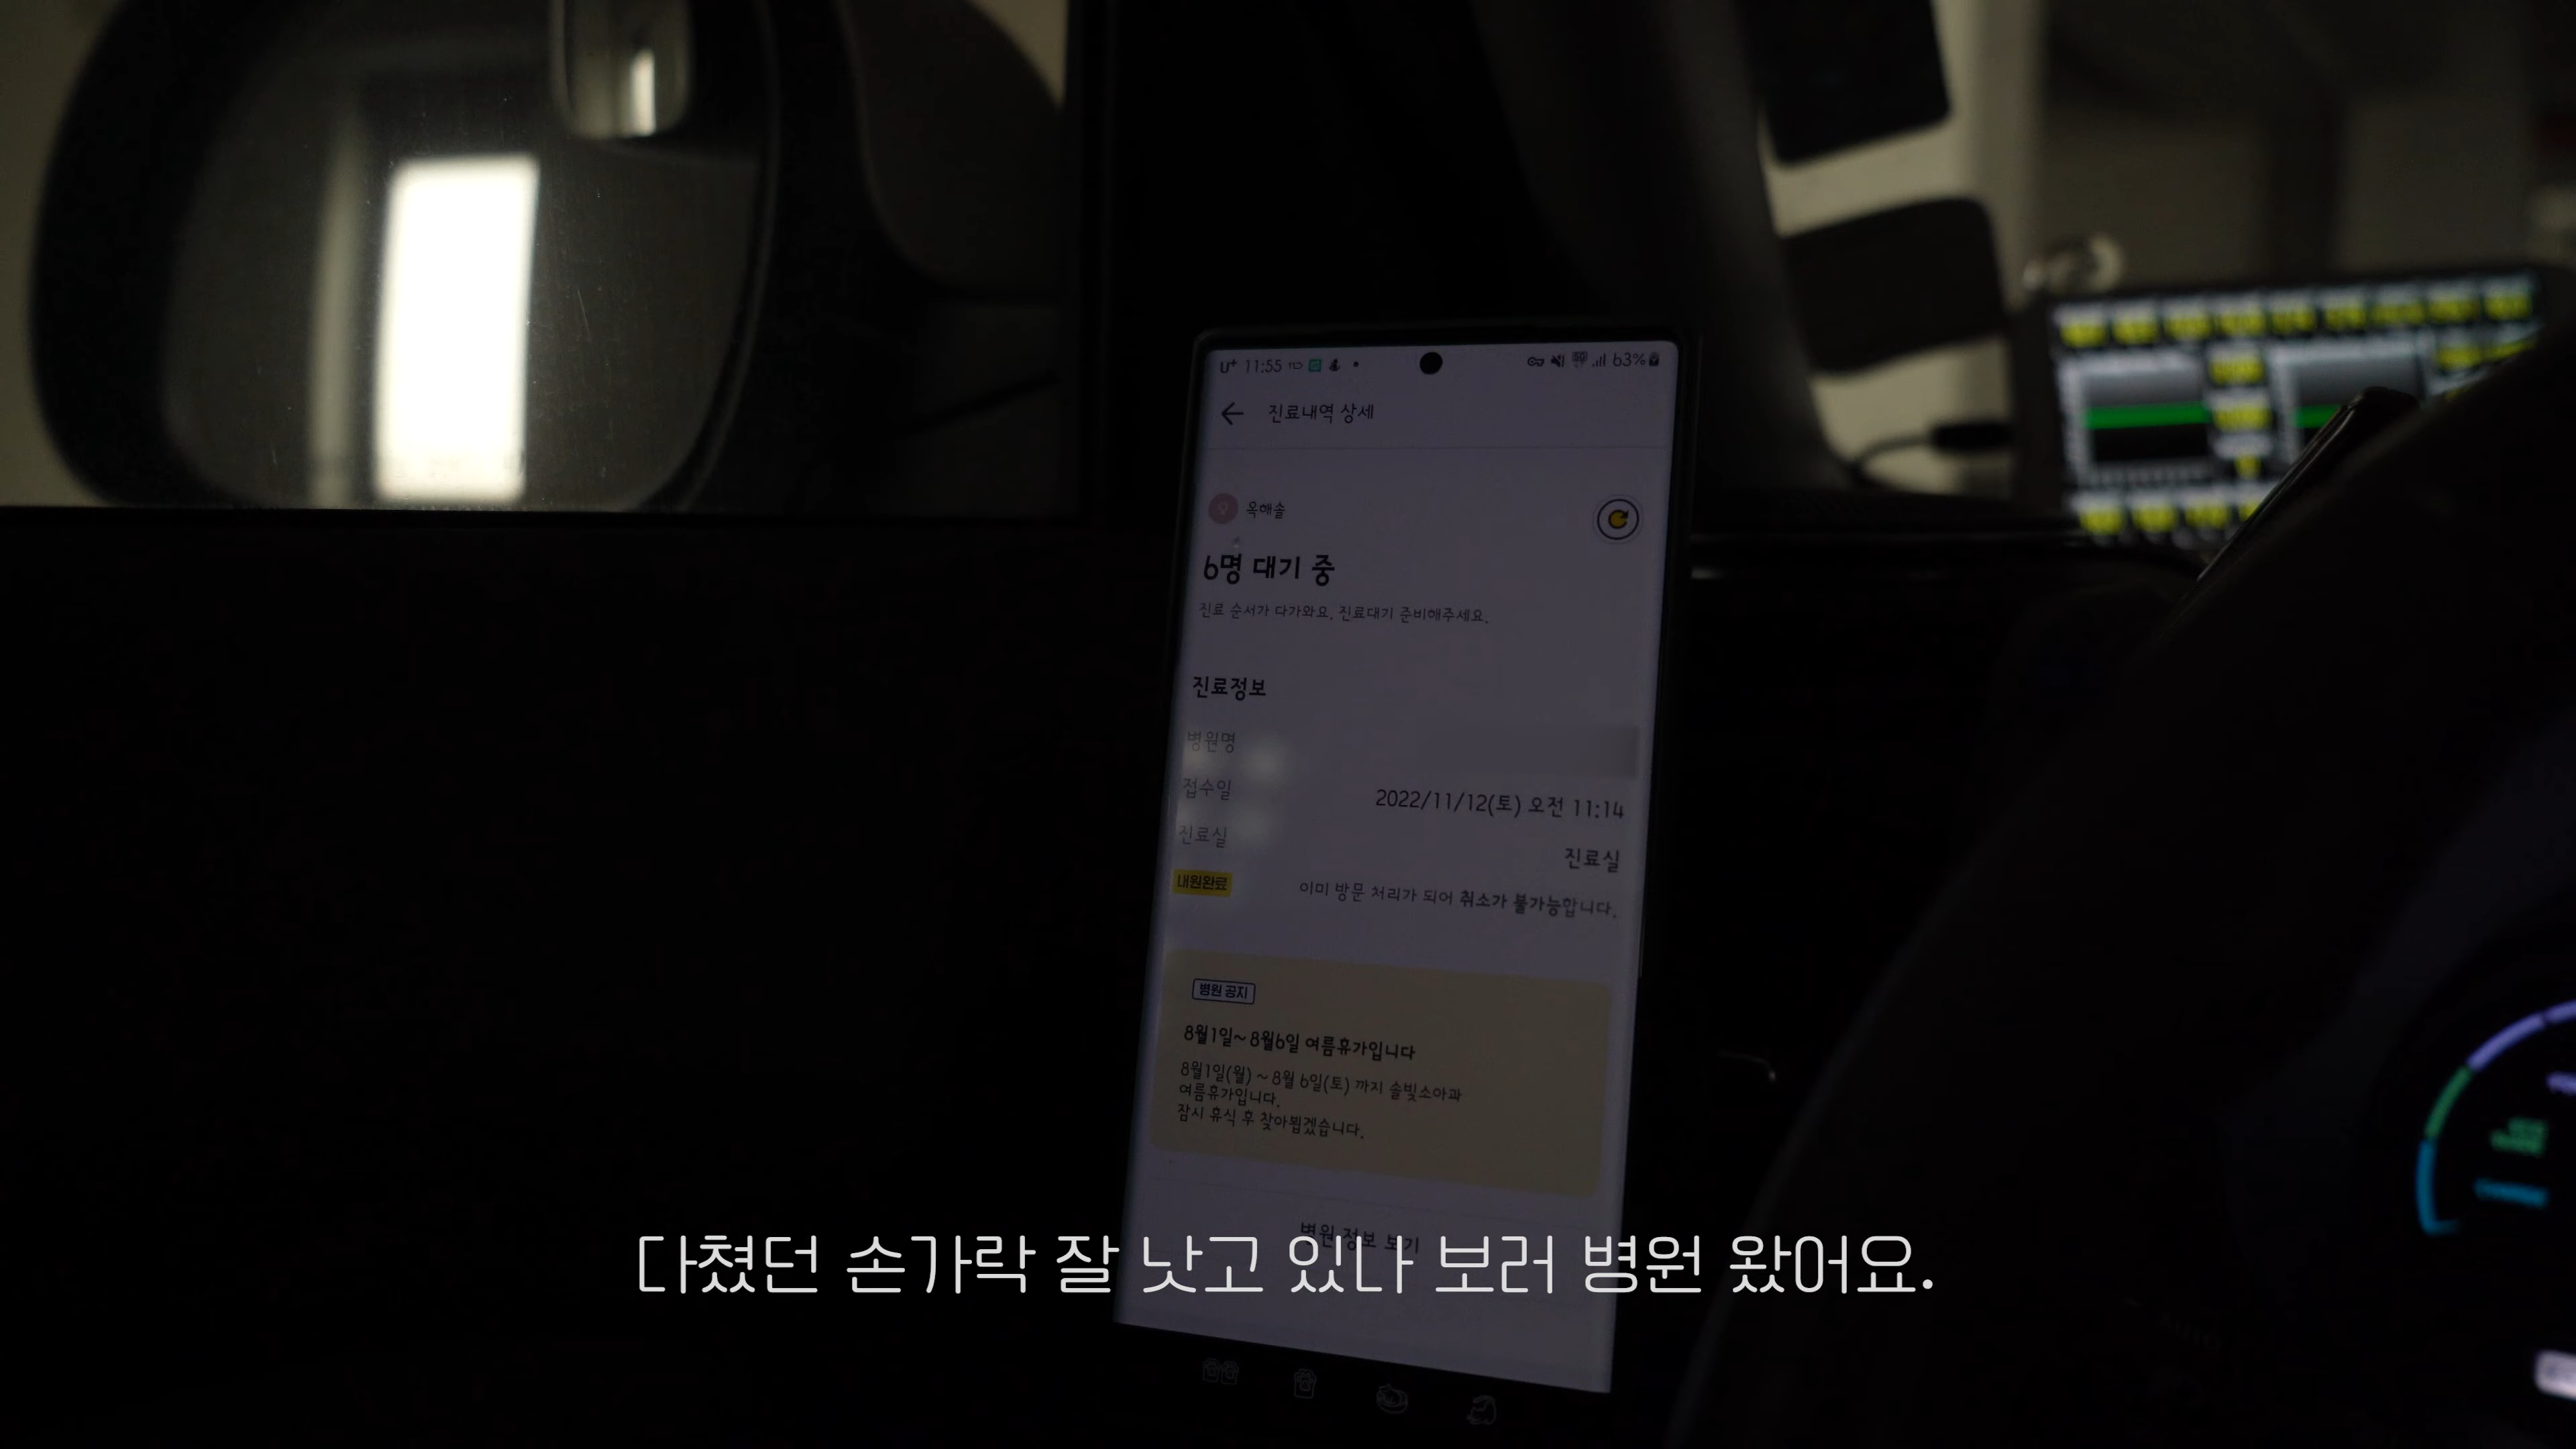 U+ 11:55 63%
진료내역 상세
옥해솔
6명 대기 중
진료 순서가 다가와요. 진료대기 준비해주세요.
진료정보
병원명
접수일 2022/11/12(토) 오전 11:14
진료실 진료실
내원완료 이미 방문 처리가 되어 취소가 불가능합니다.
병원 공지
8월1일~8월6일 여름휴가입니다
8월1일(월) ~ 8월 6일(토) 까지 솔빛소아과
여름휴가입니다.
잠시 휴식 후 찾아뵙겠습니다.
병원 정보 보기
다쳤던 손가락 잘 낫고 있나 보러 병원 왔어요.
CHARGE